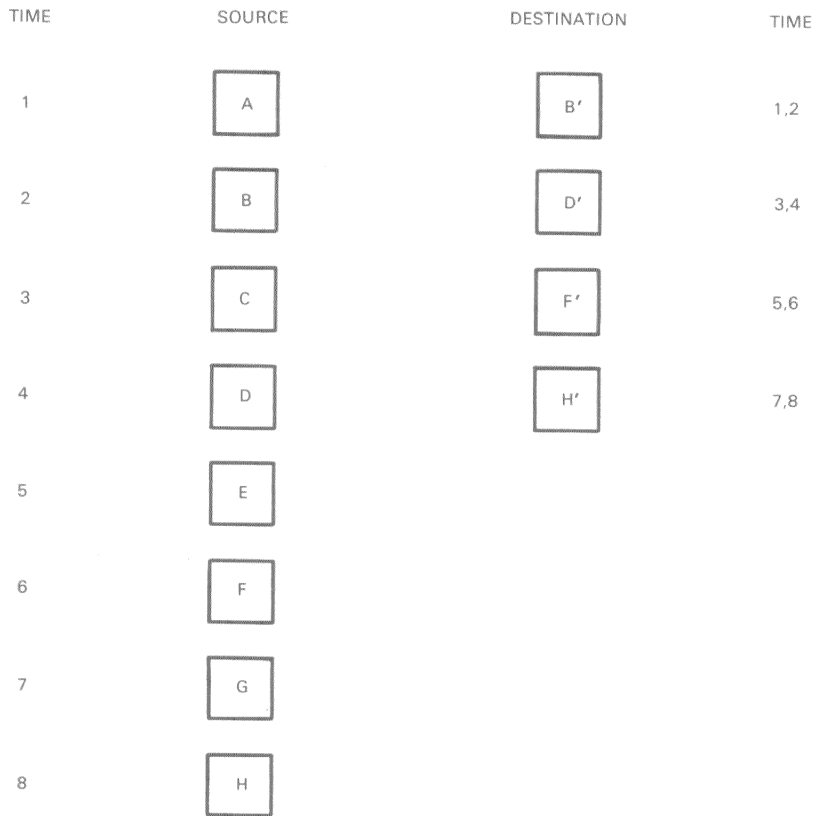 TIME SOURCE DESTINATION TIME
1 A B′ 1,2
2 B D′ 3,4
3 C F′ 5,6
4 D H′ 7,8
5 E
6 F
7 G
8 H